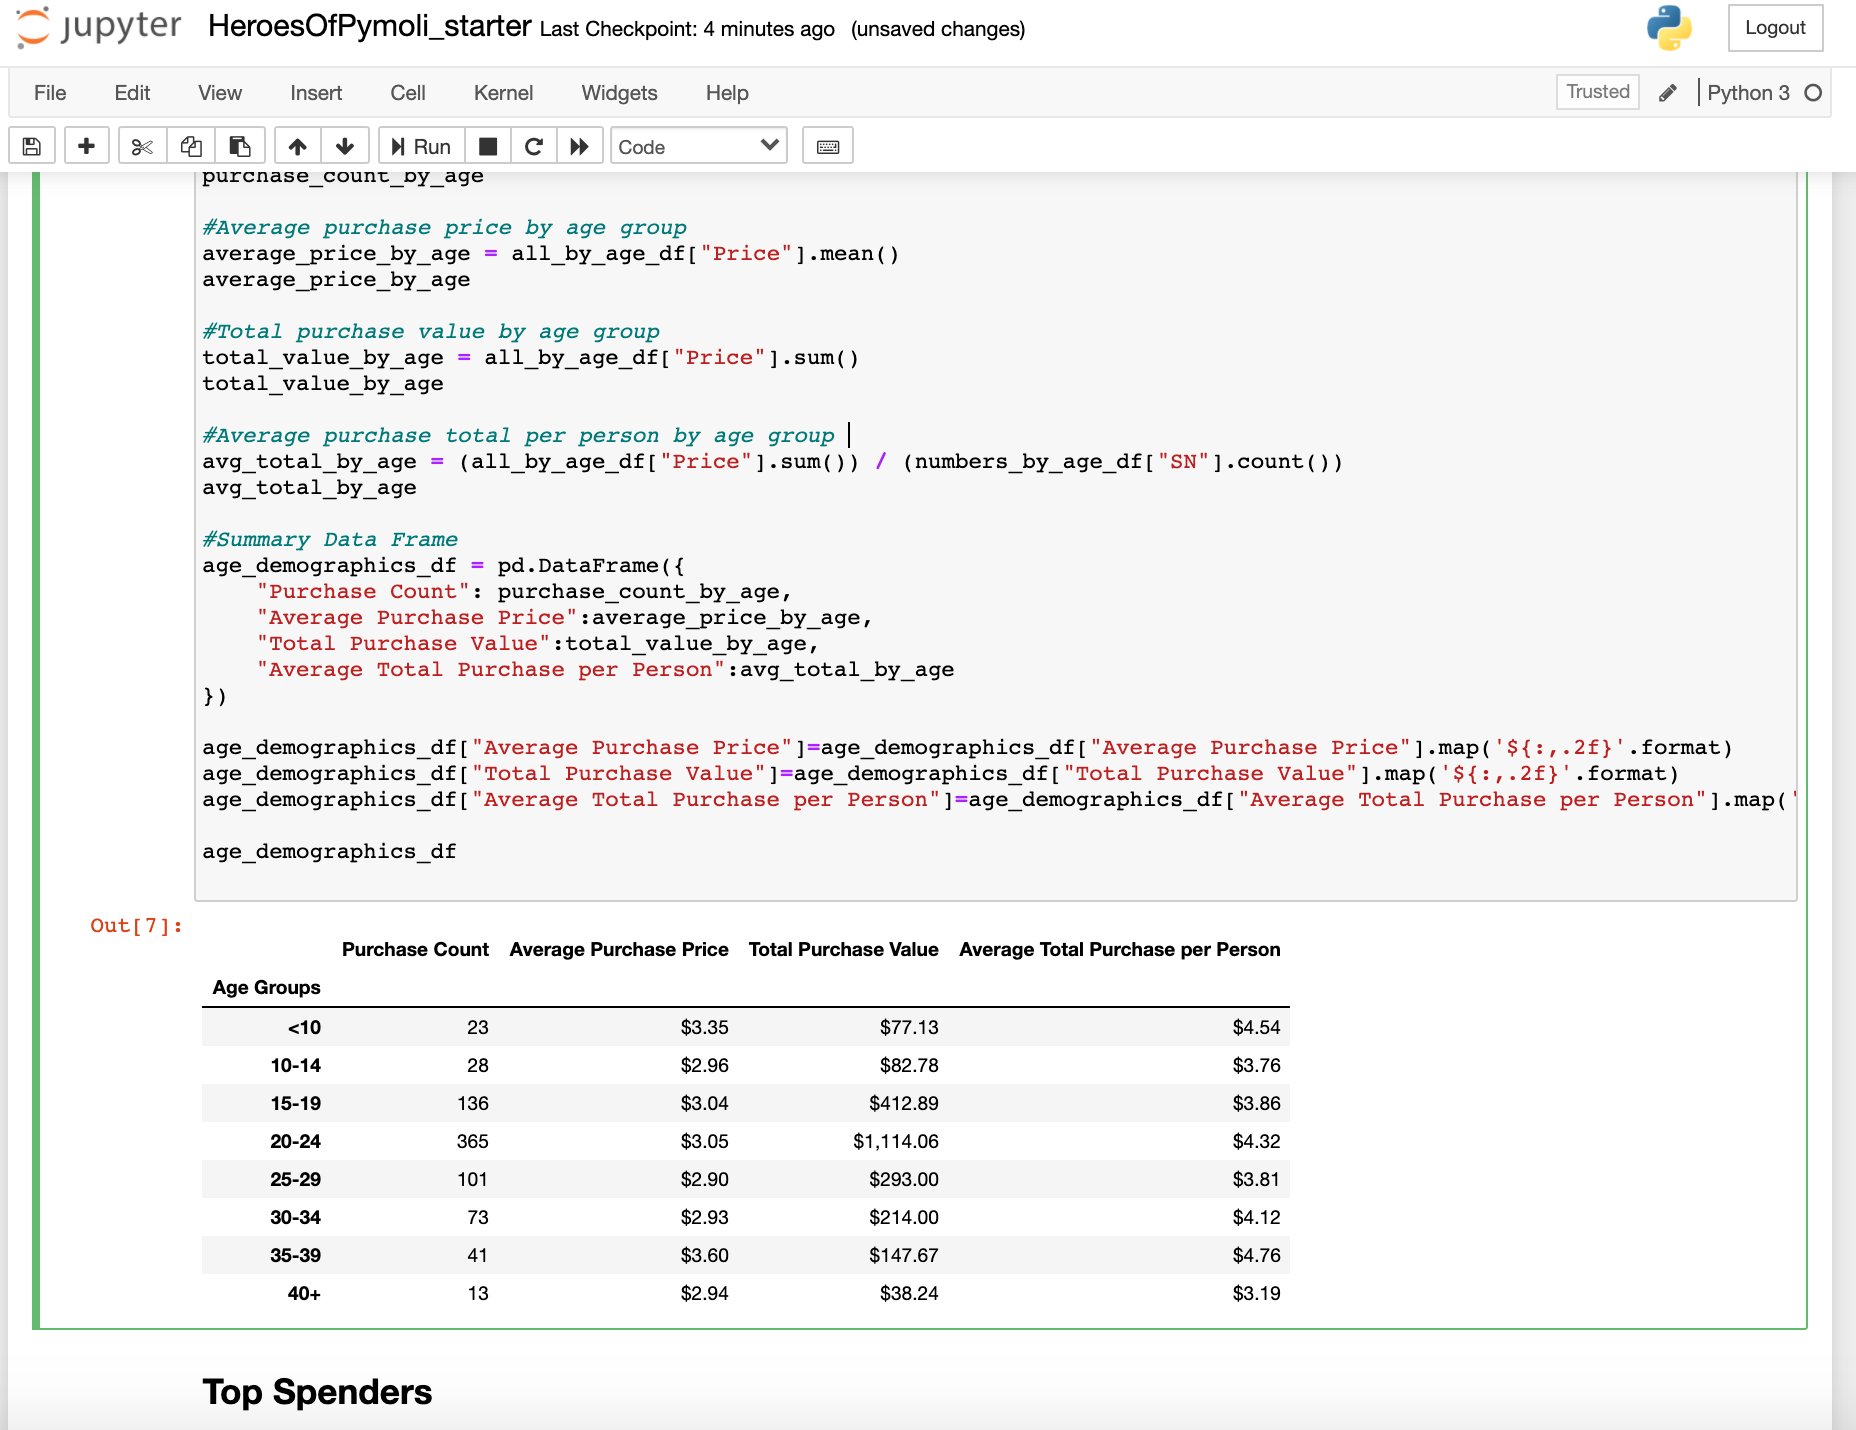 jupyter HeroesOfPymoli_starter Last Checkpoint: 4 minutes ago (unsaved changes) Logout
File Edit View Insert Cell Kernel Widgets Help Trusted Python 3
Run Code
purchase_count_by_age
#Average purchase price by age group
average_price_by_age = all_by_age_df["Price"].mean()
average_price_by_age
#Total purchase value by age group
total_value_by_age = all_by_age_df["Price"].sum()
total_value_by_age
#Average purchase total per person by age group
avg_total_by_age = (all_by_age_df["Price"].sum()) / (numbers_by_age_df["SN"].count())
avg_total_by_age
#Summary Data Frame
age_demographics_df = pd.DataFrame({
    "Purchase Count": purchase_count_by_age,
    "Average Purchase Price":average_price_by_age,
    "Total Purchase Value":total_value_by_age,
    "Average Total Purchase per Person":avg_total_by_age
})
age_demographics_df["Average Purchase Price"]=age_demographics_df["Average Purchase Price"].map('${:,.2f}'.format)
age_demographics_df["Total Purchase Value"]=age_demographics_df["Total Purchase Value"].map('${:,.2f}'.format)
age_demographics_df["Average Total Purchase per Person"]=age_demographics_df["Average Total Purchase per Person"].map('
age_demographics_df
Out[7]:
Purchase Count Average Purchase Price Total Purchase Value Average Total Purchase per Person
Age Groups
<10 23 $3.35 $77.13 $4.54
10-14 28 $2.96 $82.78 $3.76
15-19 136 $3.04 $412.89 $3.86
20-24 365 $3.05 $1,114.06 $4.32
25-29 101 $2.90 $293.00 $3.81
30-34 73 $2.93 $214.00 $4.12
35-39 41 $3.60 $147.67 $4.76
40+ 13 $2.94 $38.24 $3.19
Top Spenders